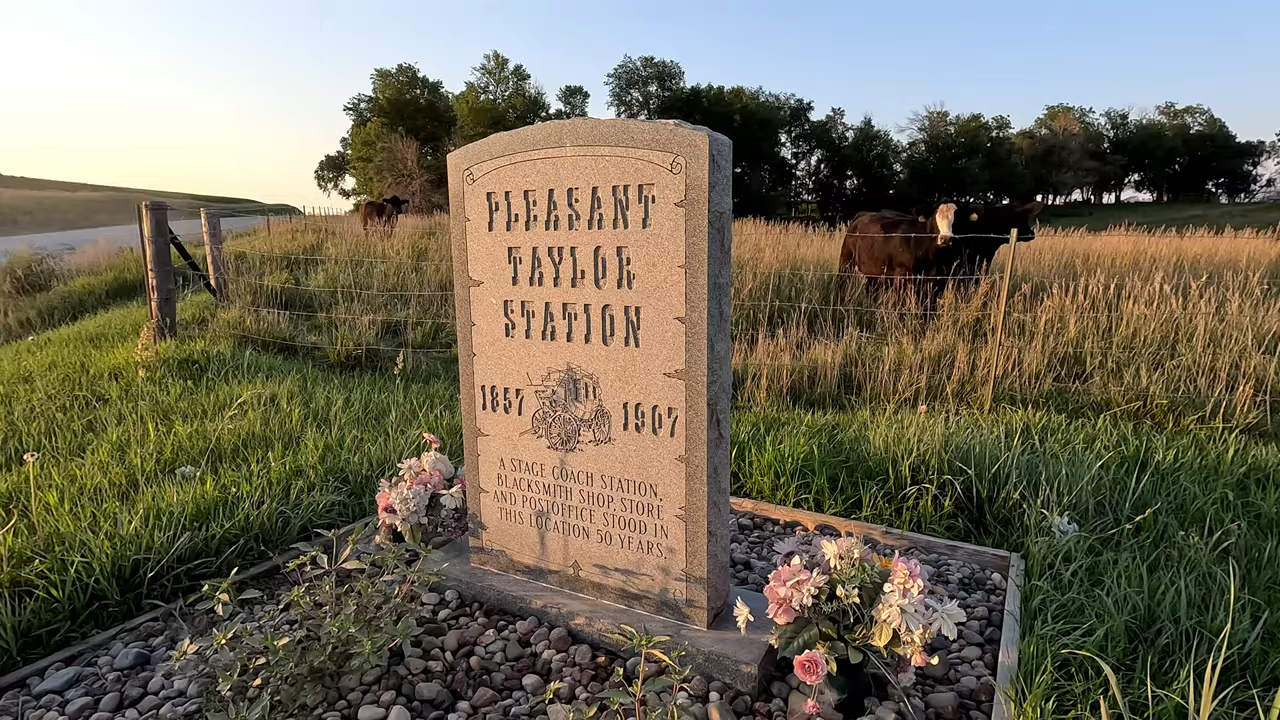 PLEASANT
TAYLOR
STATION
1857 1907
A STAGE COACH STATION,
BLACKSMITH SHOP, STORE
AND POSTOFFICE STOOD IN
THIS LOCATION 50 YEARS.